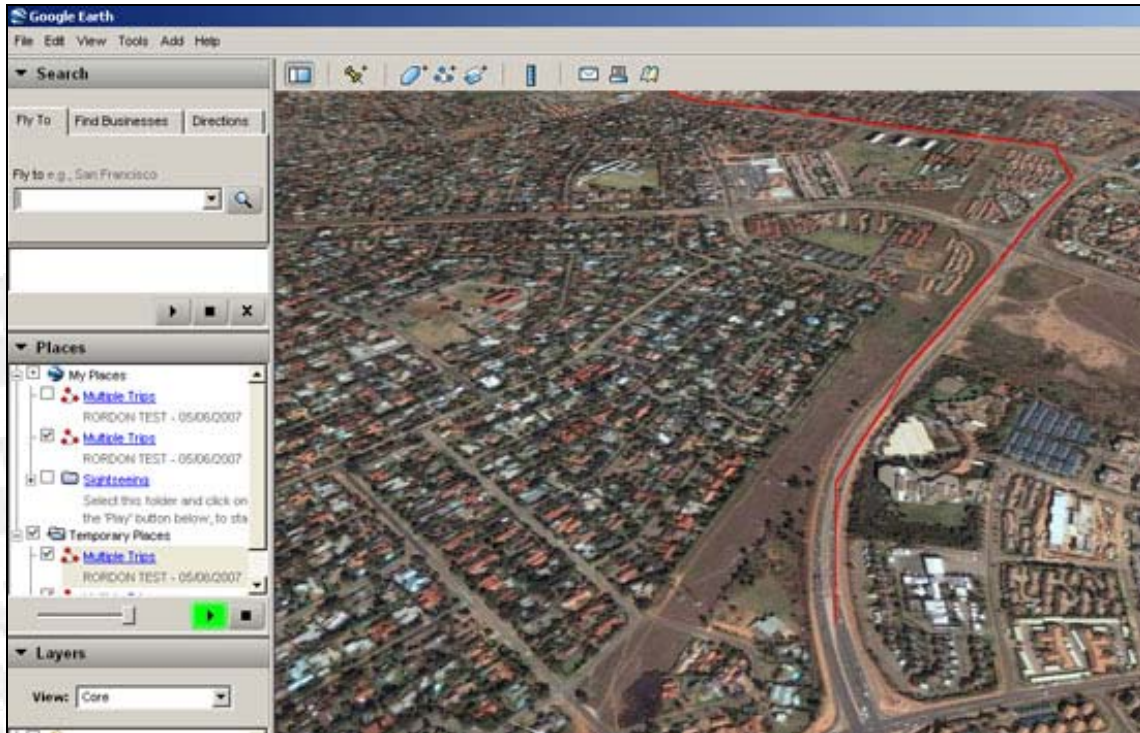 Google Earth
File Edit View Tools Add Help
Search
Fly To Find Businesses Directions
Fly to e.g., San Francisco
Places
My Places
Multiple Trips
RORDON TEST - 05/06/2007
Multiple Trips
RORDON TEST - 05/06/2007
Sightseeing
Select this folder and click on
the 'Play' button below, to sta
Temporary Places
Multiple Trips
RORDON TEST - 05/06/2007
Layers
View: Core